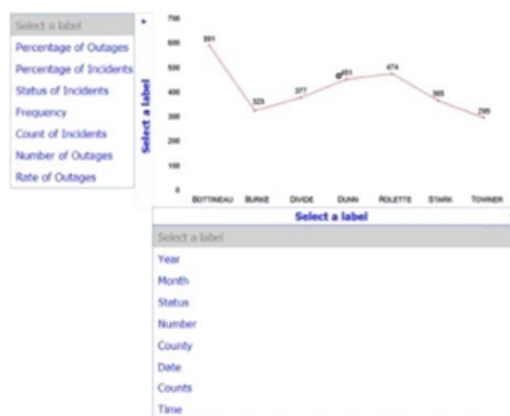 Select a label
Percentage of Outages
Percentage of Incidents
Status of Incidents
Frequency
Count of Incidents
Number of Outages
Rate of Outages
Select a label
700
600
500
400
300
200
100
0
591
323
377
451
474
365
295
BOTTINEAU BURKE DIVIDE DUNN ROLETTE STARK TOWNER
Select a label
Select a label
Year
Month
Status
Number
County
Date
Counts
Time